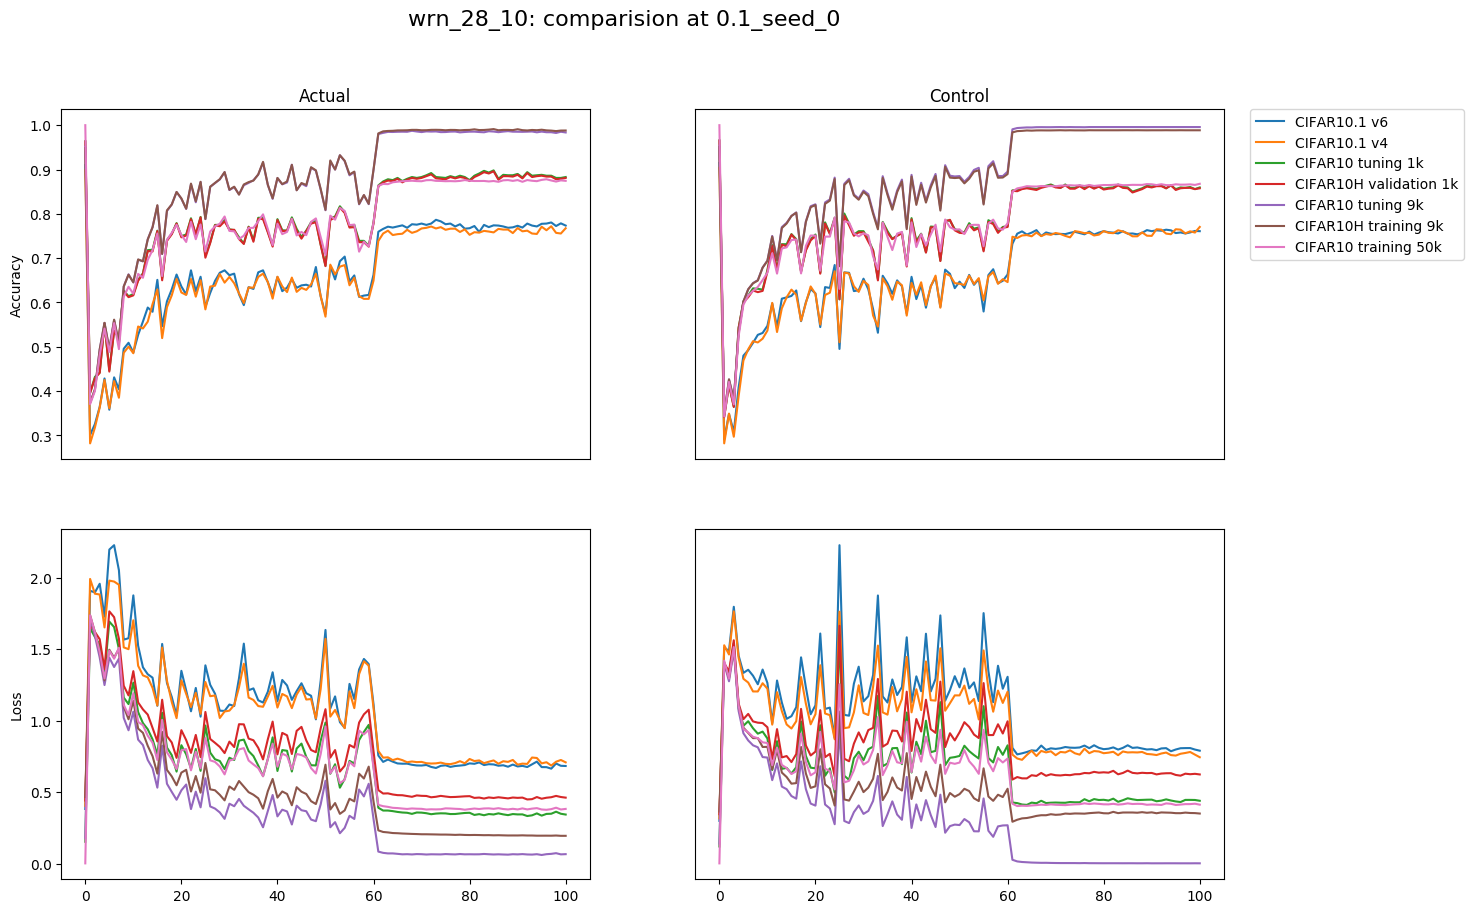 wrn_28_10: comparision at 0.1_seed_0
Actual
Control
Accuracy
1.0
0.9
0.8
0.7
0.6
0.5
0.4
0.3
CIFAR10.1 v6
CIFAR10.1 v4
CIFAR10 tuning 1k
CIFAR10H validation 1k
CIFAR10 tuning 9k
CIFAR10H training 9k
CIFAR10 training 50k
Loss
2.0
1.5
1.0
0.5
0.0
0 20 40 60 80 100
0 20 40 60 80 100